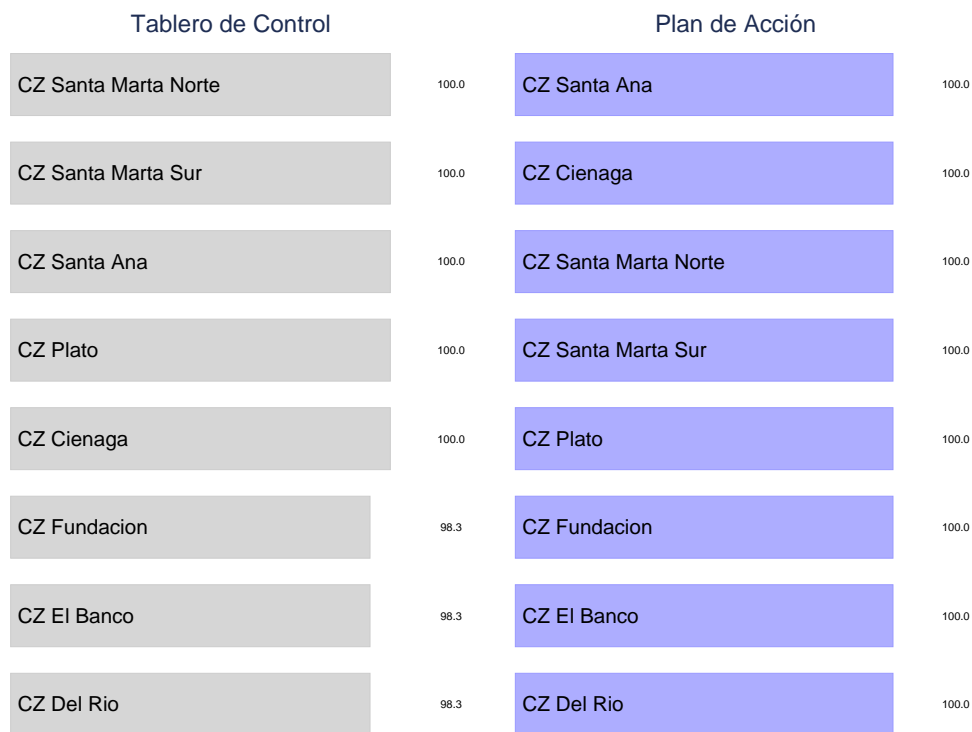 Tablero de Control
CZ Santa Marta Norte 100.0
CZ Santa Marta Sur 100.0
CZ Santa Ana 100.0
CZ Plato 100.0
CZ Cienaga 100.0
CZ Fundacion 98.3
CZ El Banco 98.3
CZ Del Rio 98.3
Plan de Acción
CZ Santa Ana 100.0
CZ Cienaga 100.0
CZ Santa Marta Norte 100.0
CZ Santa Marta Sur 100.0
CZ Plato 100.0
CZ Fundacion 100.0
CZ El Banco 100.0
CZ Del Rio 100.0